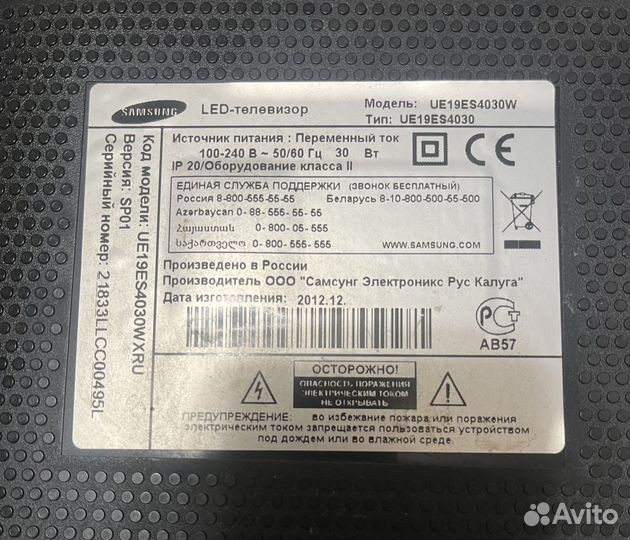 SAMSUNG
LED-телевизор
Модель: UE19ES4030W
Тип: UE19ES4030
Источник питания : Переменный ток
100-240 В ~ 50/60 Гц 30 Вт
IP 20/Оборудование класса II
ЕДИНАЯ СЛУЖБА ПОДДЕРЖКИ (ЗВОНОК БЕСПЛАТНЫЙ)
Россия 8-800-555-55-55 Беларусь 8-10-800-500-55-500
Azərbaycan 0-88-555-55-55
Հայաստան 0-800-05-555
საქართველო 0-800-555-555
WWW.SAMSUNG.COM
Произведено в России
Производитель ООО "Самсунг Электроникс Рус Калуга"
Дата изготовления: 2012.12.
РСТ
АВ57
ОСТОРОЖНО!
ОПАСНОСТЬ ПОРАЖЕНИЯ
ЭЛЕКТРИЧЕСКИМ ТОКОМ
НЕ ОТКРЫВАТЬ
ПРЕДУПРЕЖДЕНИЕ: во избежание пожара или поражения
электрическим током запрещается пользоваться устройством
под дождем или во влажной среде.
Код модели: UE19ES4030WXRU
Версия: SP01
Серийный номер: 21833LLCC00495L
Avito